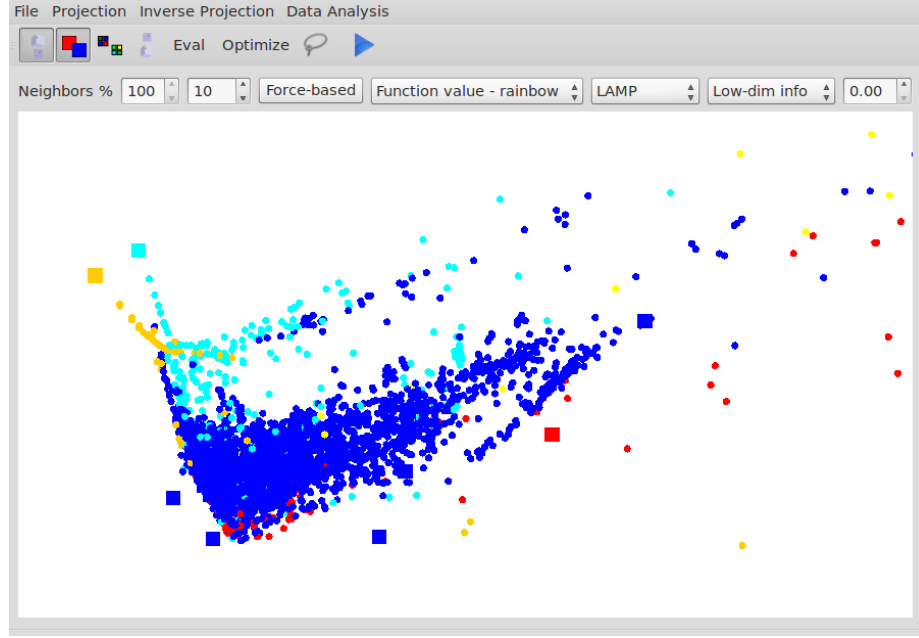 File Projection Inverse Projection Data Analysis
Eval Optimize
Neighbors % 100 10 Force-based Function value - rainbow LAMP Low-dim info 0.00